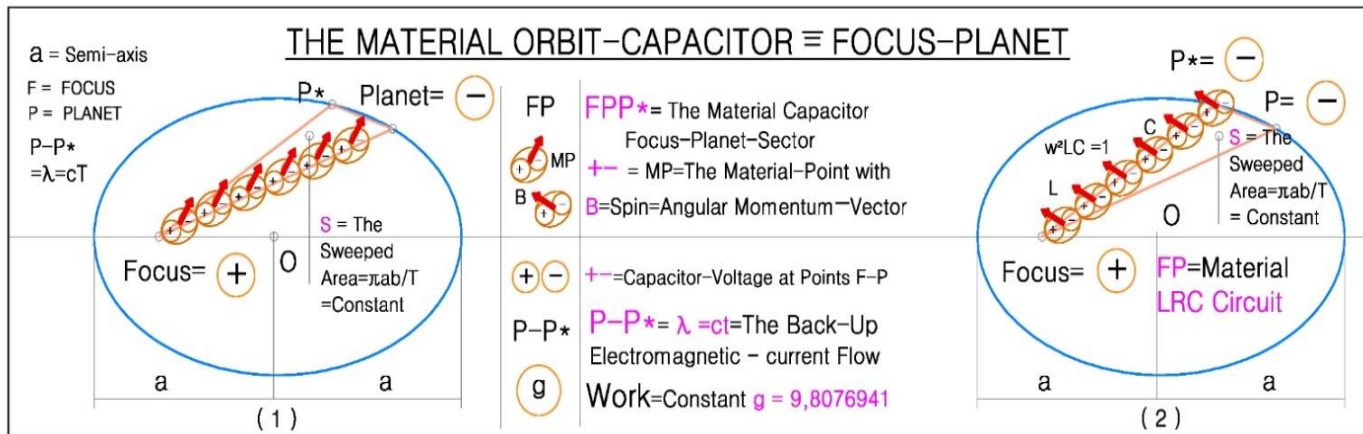 THE MATERIAL ORBIT-CAPACITOR ≡ FOCUS-PLANET
a = Semi-axis
F = FOCUS
P = PLANET
P-P*
=λ=cT
P*
Planet= −
Focus= +
O
S = The
Sweeped
Area=πab/T
=Constant
a
a
(1)
FP
MP
B
+ −
P-P*
g
FPP*= The Material Capacitor
Focus-Planet-Sector
+- = MP=The Material-Point with
B=Spin=Angular Momentum-Vector
+-=Capacitor-Voltage at Points F-P
P-P*= λ =ct=The Back-Up
Electromagnetic - current Flow
Work=Constant g = 9,8076941
P*= −
P= −
C
w²LC =1
L
S = The
Sweeped
Area=πab/T
= Constant
O
Focus= +
FP=Material
LRC Circuit
a
a
(2)